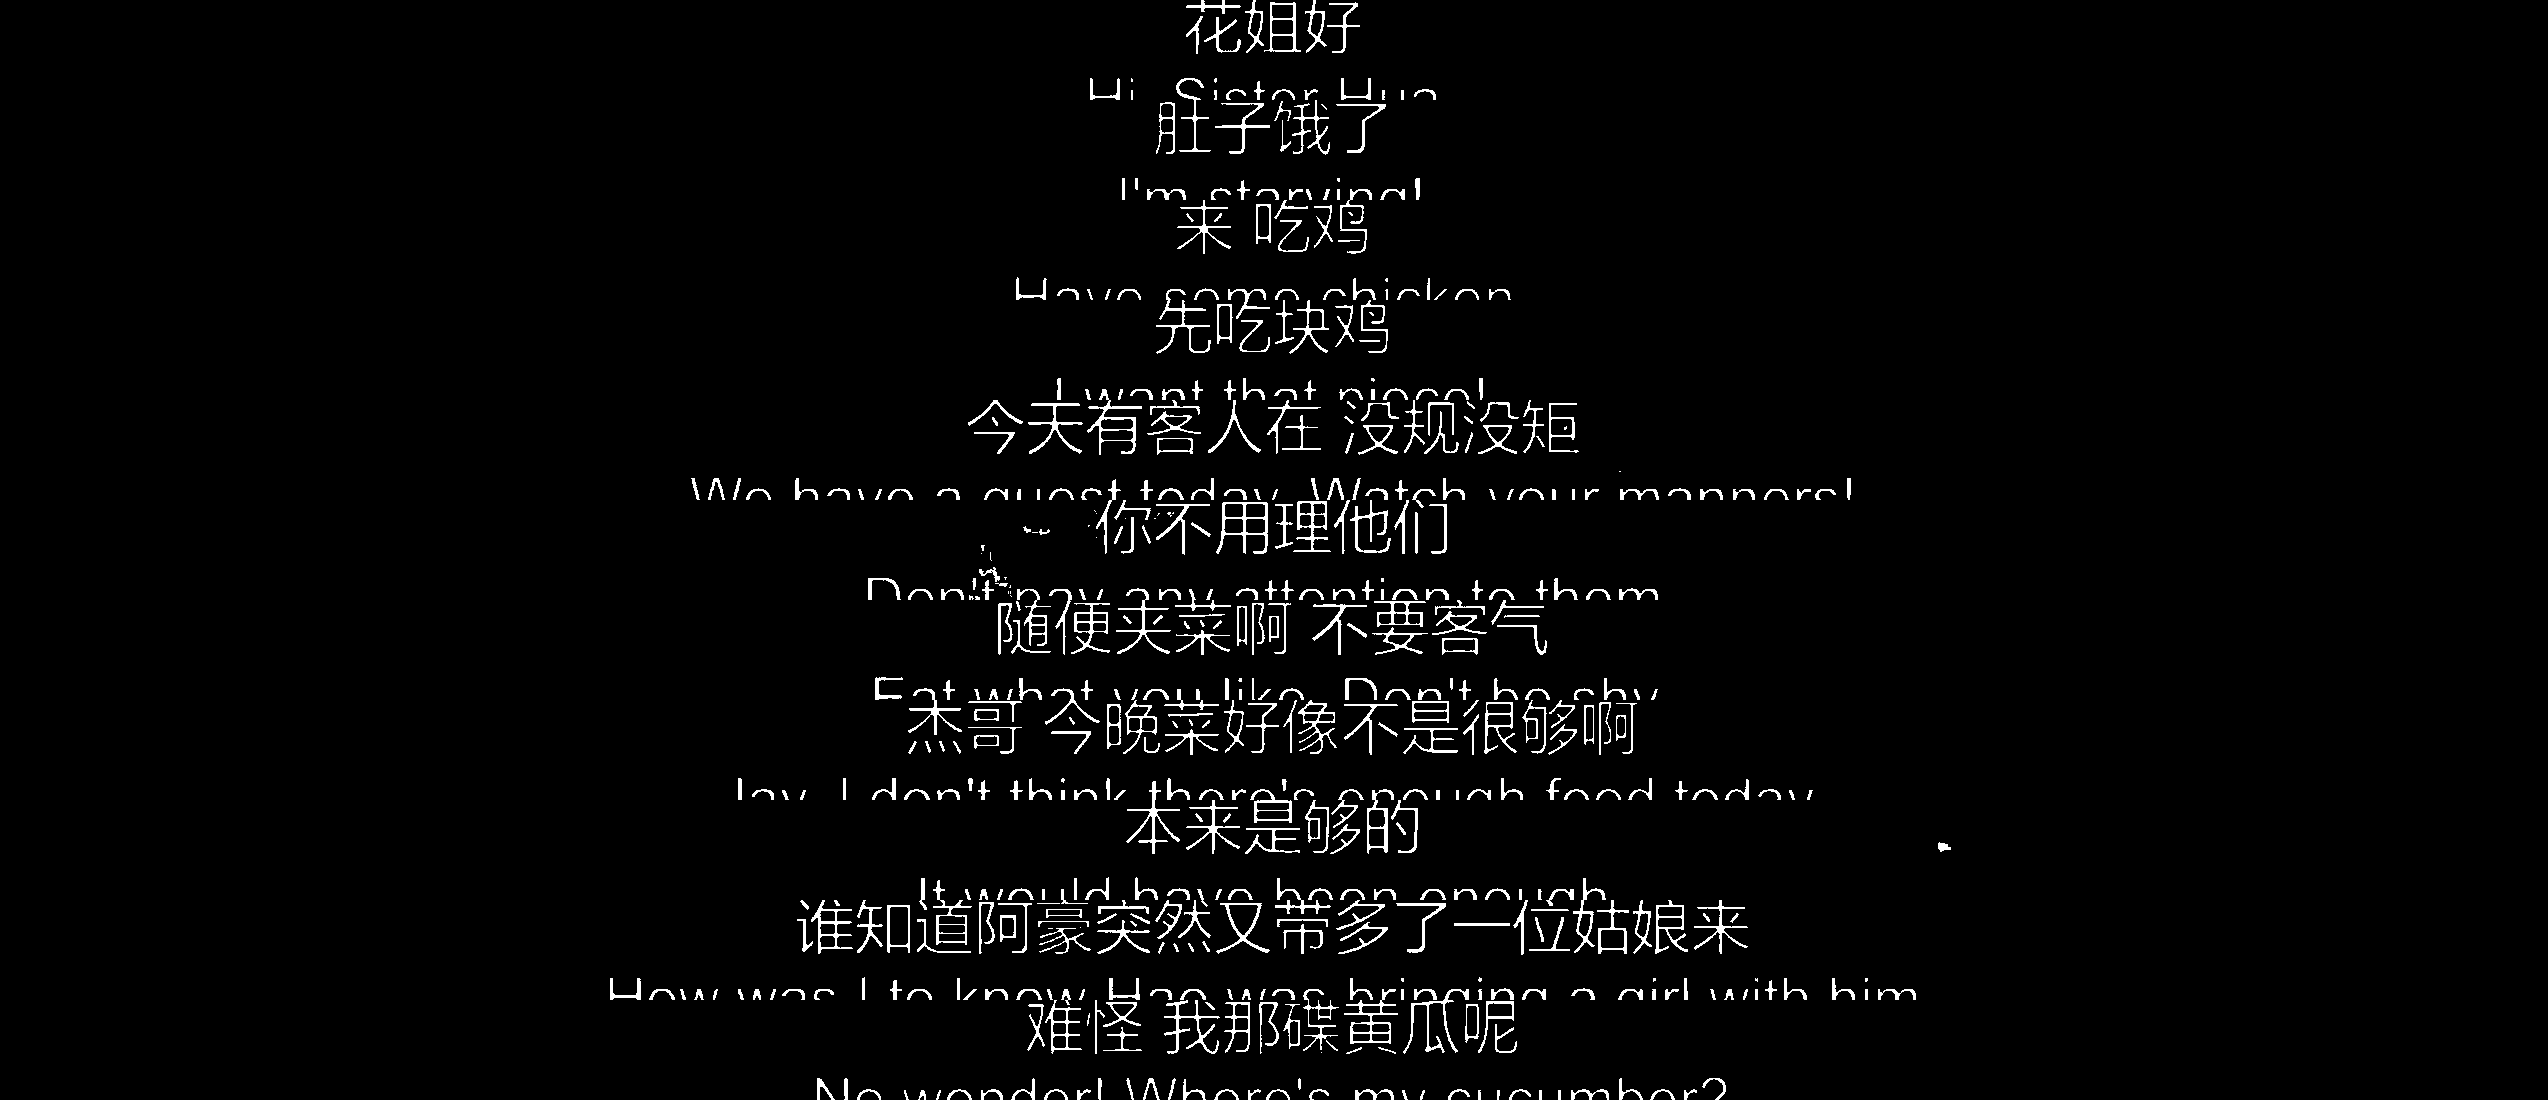 花姐好
Hi, Sister Hua
肚子饿了
I'm starving!
来 吃鸡
Have some chicken
先吃块鸡
I want that piece!
今天有客人在 没规没矩
We have a guest today. Watch your manners!
你不用理他们
Don't pay any attention to them
随便夹菜啊 不要客气
Eat what you like. Don't be shy
杰哥 今晚菜好像不是很够啊
Jay, I don't think there's enough food today
本来是够的
It would have been enough
谁知道阿豪突然又带多了一位姑娘来
How was I to know Hao was bringing a girl with him
难怪 我那碟黄瓜呢
No wonder! Where's my cucumber?